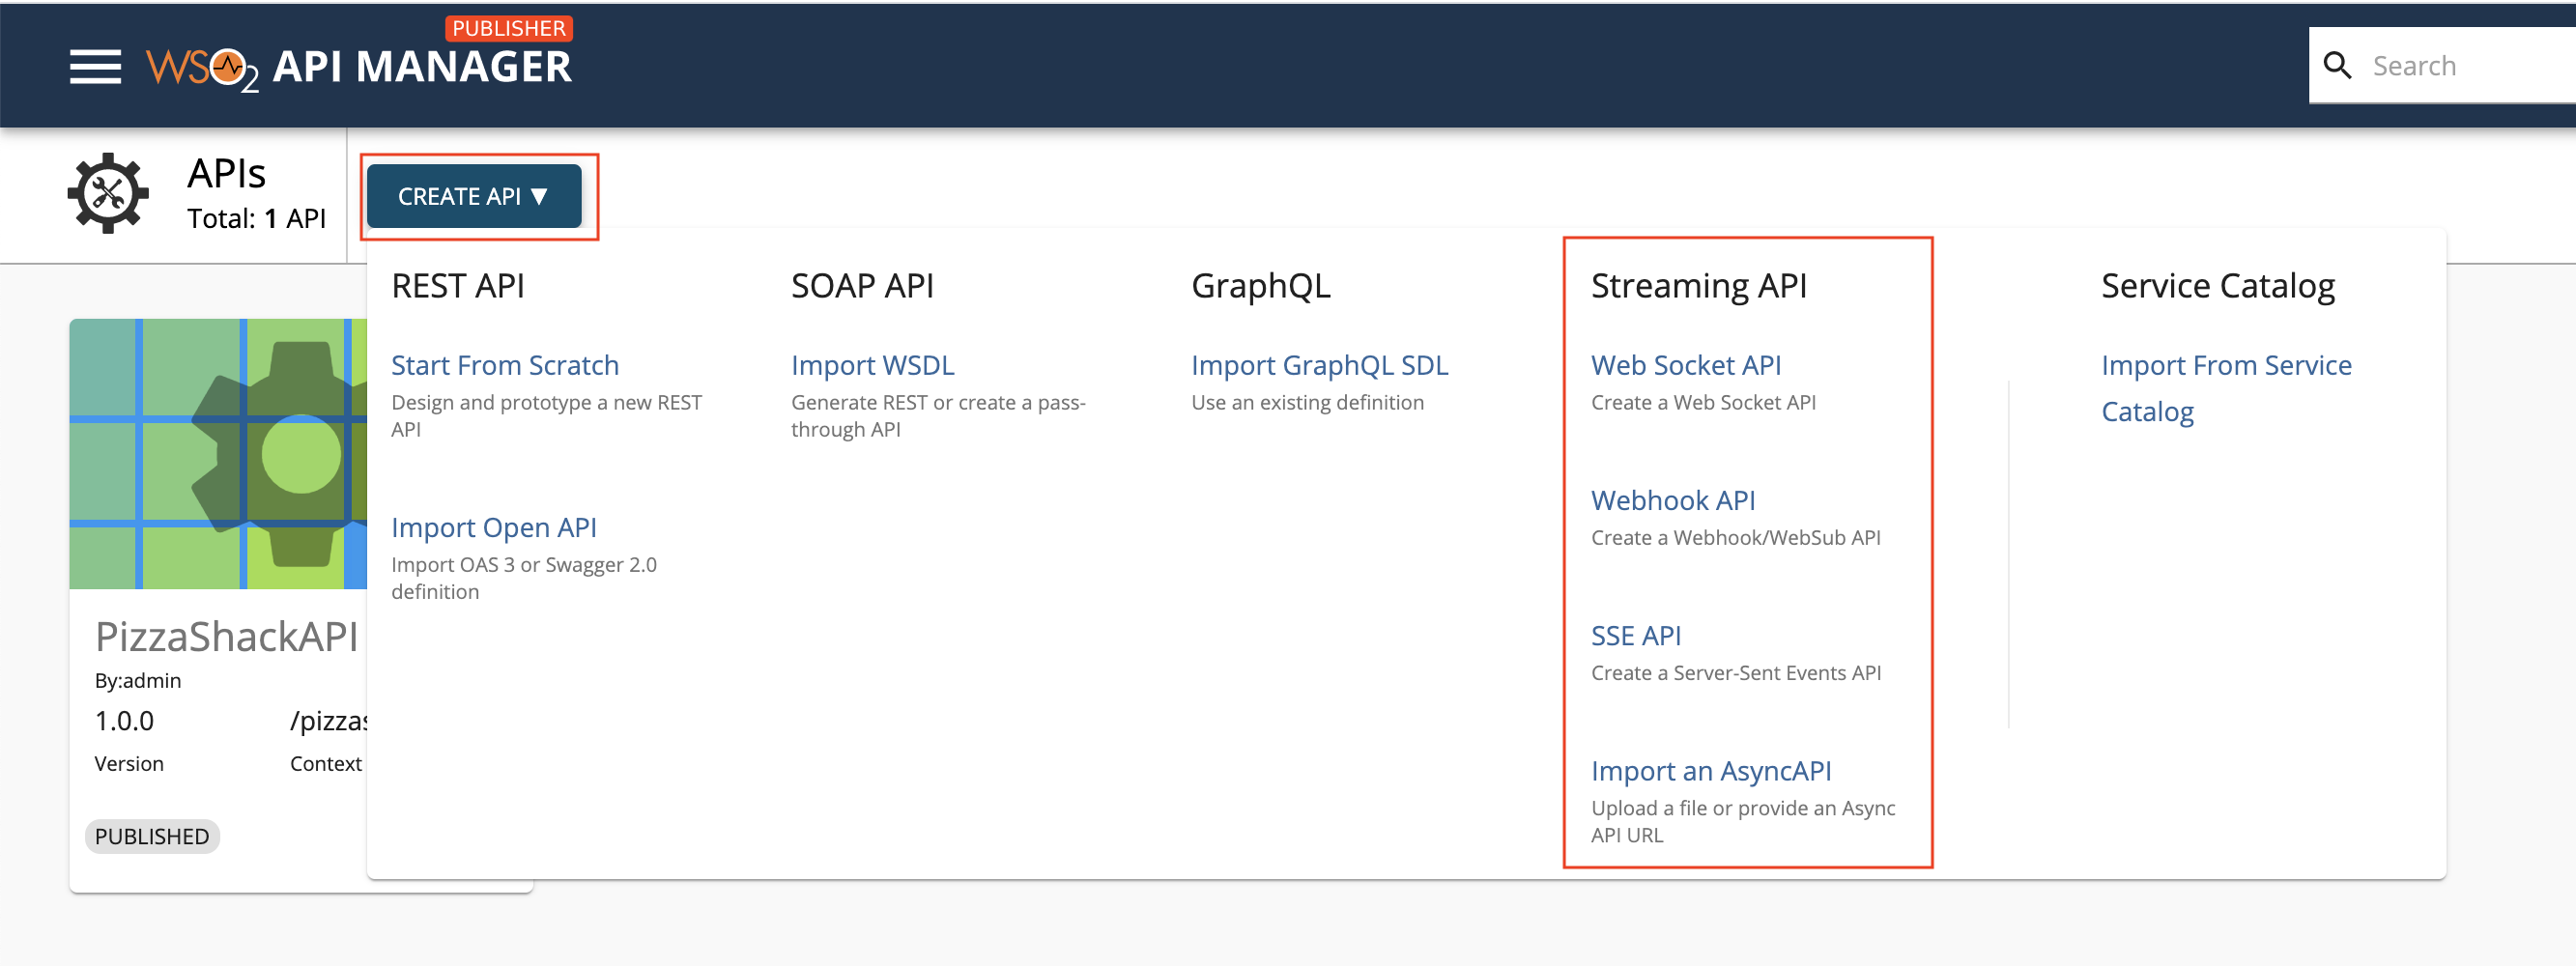 PUBLISHER
WSO2 API MANAGER
Search
APIs
Total: 1 API
CREATE API ▼
REST API
Start From Scratch
Design and prototype a new REST
API
Import Open API
Import OAS 3 or Swagger 2.0
definition
SOAP API
Import WSDL
Generate REST or create a pass-
through API
GraphQL
Import GraphQL SDL
Use an existing definition
Streaming API
Web Socket API
Create a Web Socket API
Webhook API
Create a Webhook/WebSub API
SSE API
Create a Server-Sent Events API
Import an AsyncAPI
Upload a file or provide an Async
API URL
Service Catalog
Import From Service
Catalog
PizzaShackAPI
By:admin
1.0.0 /pizzas
Version Context
PUBLISHED